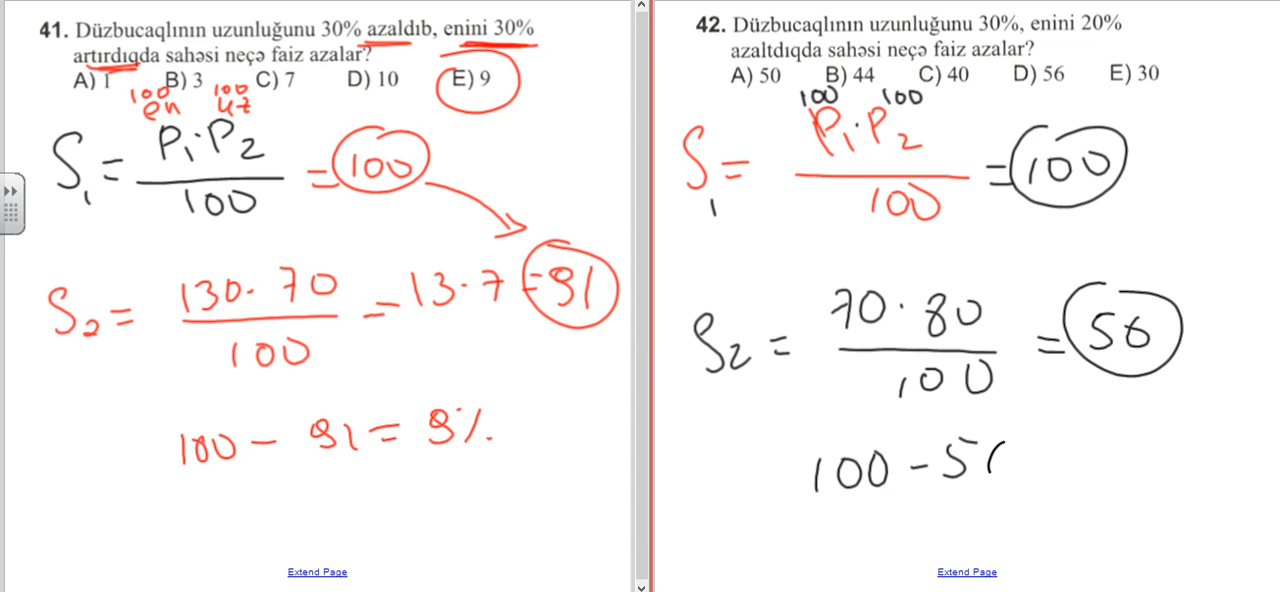 41. Düzbucaqlının uzunluğunu 30% azaldıb, enini 30%
artırdıqda sahəsi neçə faiz azalar?
A) 1 B) 3 C) 7 D) 10 E) 9
100 100
en uz
S₁ = P₁·P₂ / 100 = 100
S₂ = 130·70 / 100 = 13·7 = 91
100 - 91 = 9%
Extend Page
42. Düzbucaqlının uzunluğunu 30%, enini 20%
azaltdıqda sahəsi neçə faiz azalar?
A) 50 B) 44 C) 40 D) 56 E) 30
100 100
S₁ = P₁·P₂ / 100 = 100
S₂ = 70·80 / 100 = 56
100 - 5
Extend Page